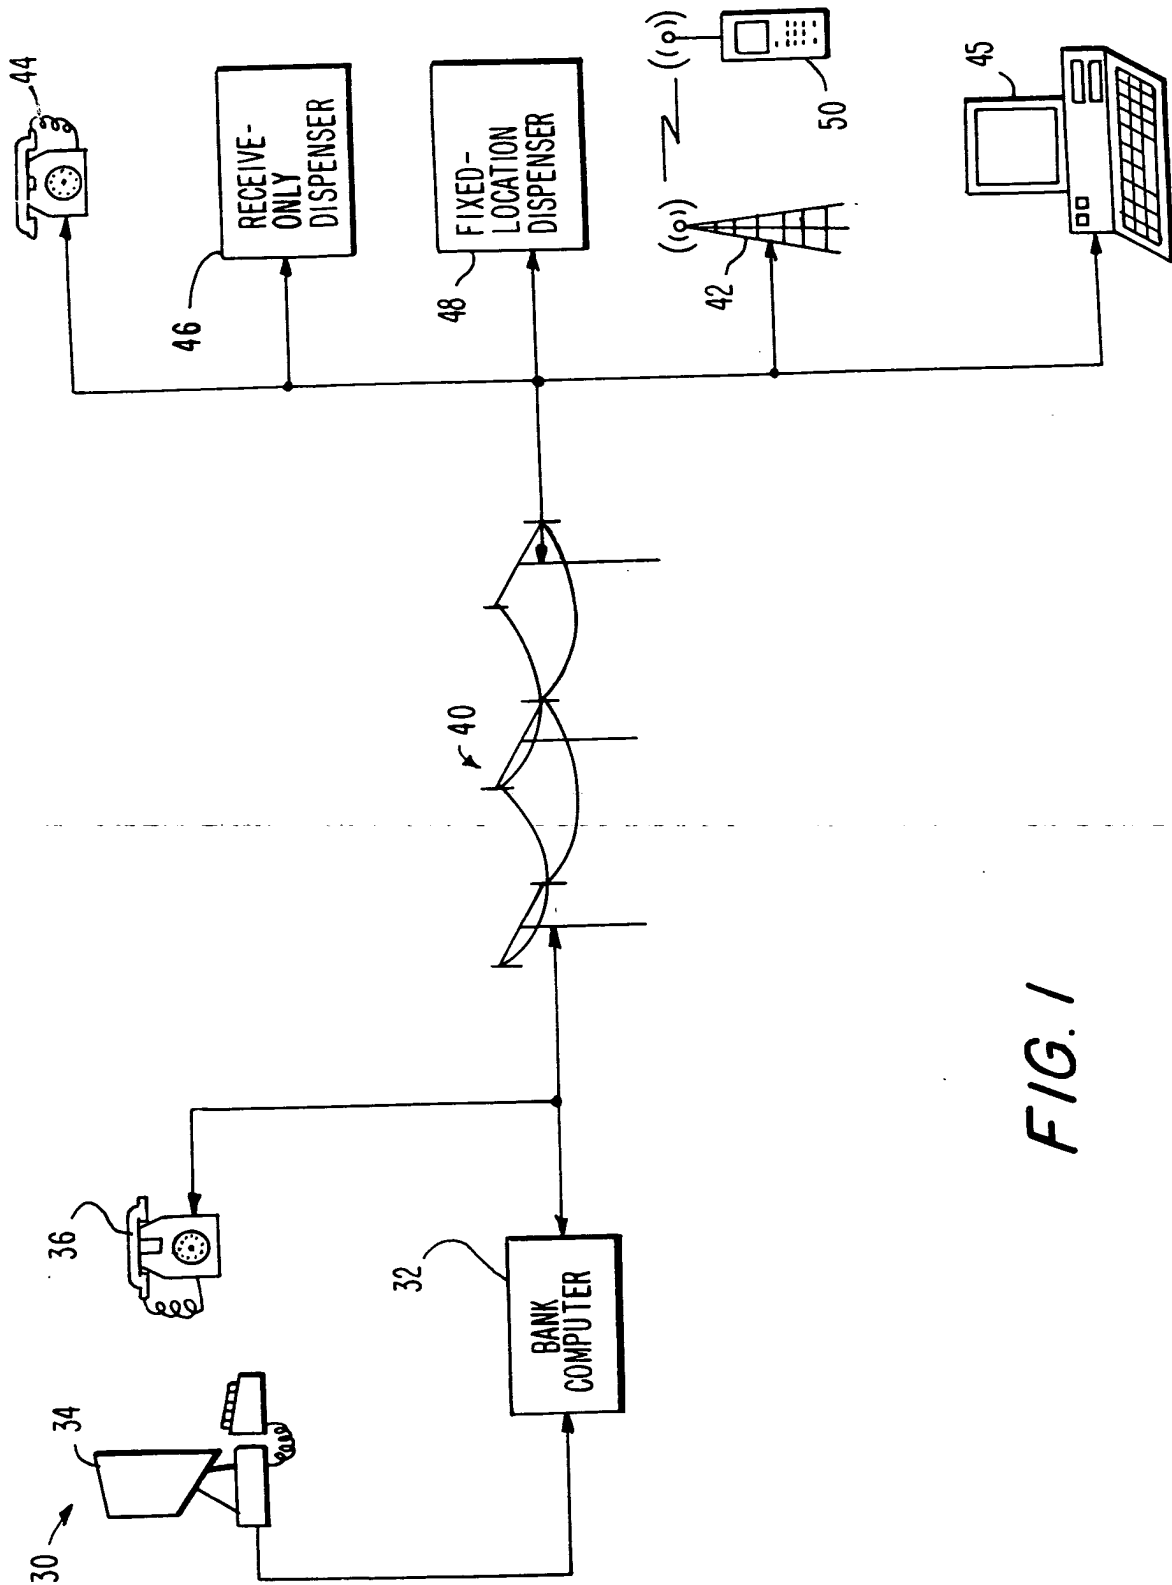 44
RECEIVE-
ONLY
DISPENSER
46
FIXED-
LOCATION
DISPENSER
48
50
42
45
40
36
34
30
32
BANK
COMPUTER
FIG. 1